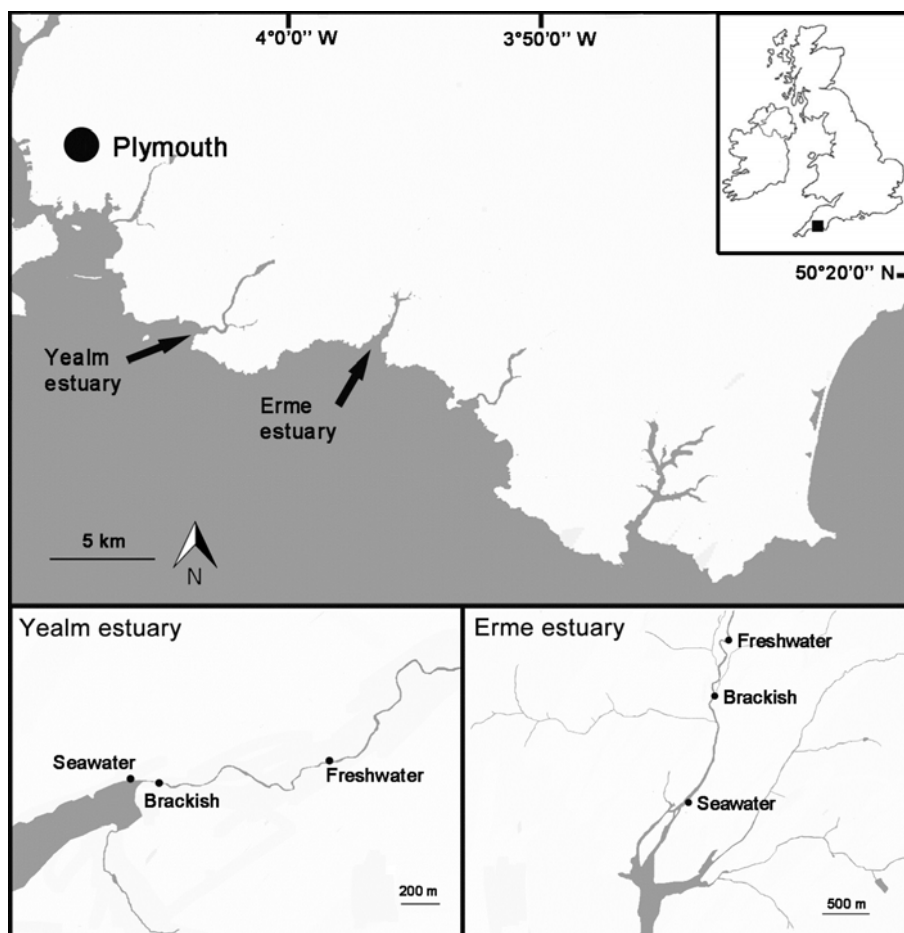 4°0'0'' W
3°50'0'' W
Plymouth
50°20'0'' N
Yealm
estuary
Erme
estuary
5 km
N
Yealm estuary
Seawater
Brackish
Freshwater
200 m
Erme estuary
Freshwater
Brackish
Seawater
500 m